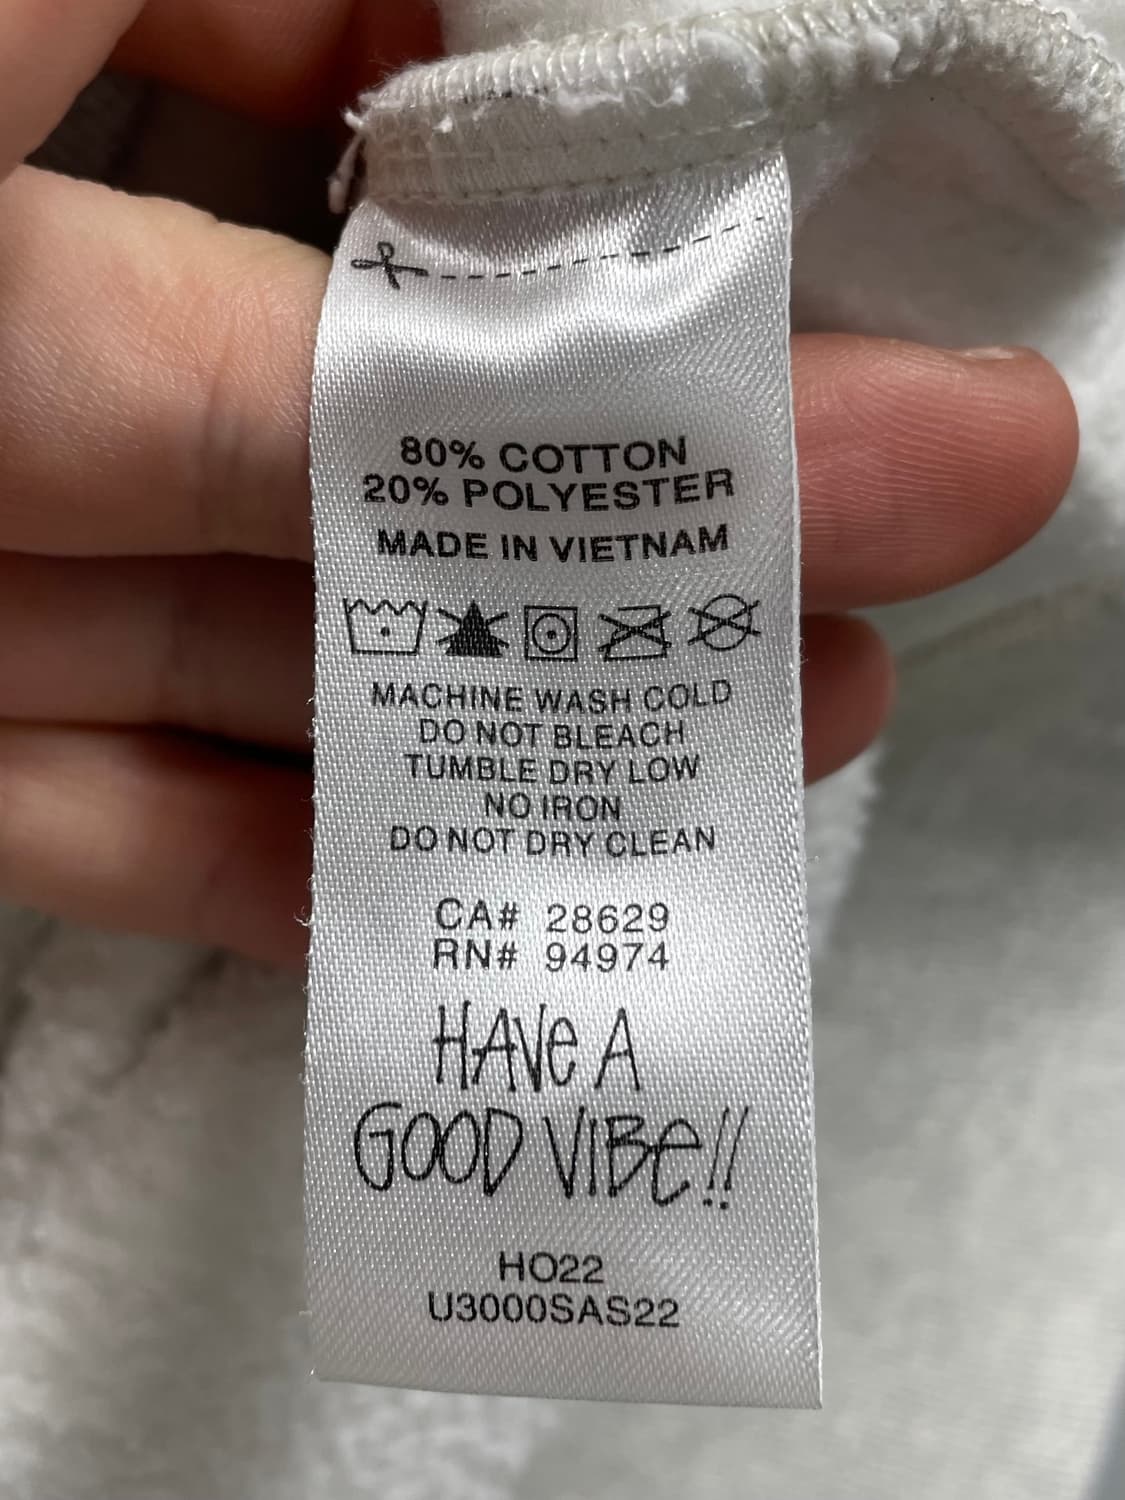 80% COTTON
20% POLYESTER
MADE IN VIETNAM
MACHINE WASH COLD
DO NOT BLEACH
TUMBLE DRY LOW
NO IRON
DO NOT DRY CLEAN
CA# 28629
RN# 94974
HAVe A
GOOD VIBe!!
HO22
U3000SAS22